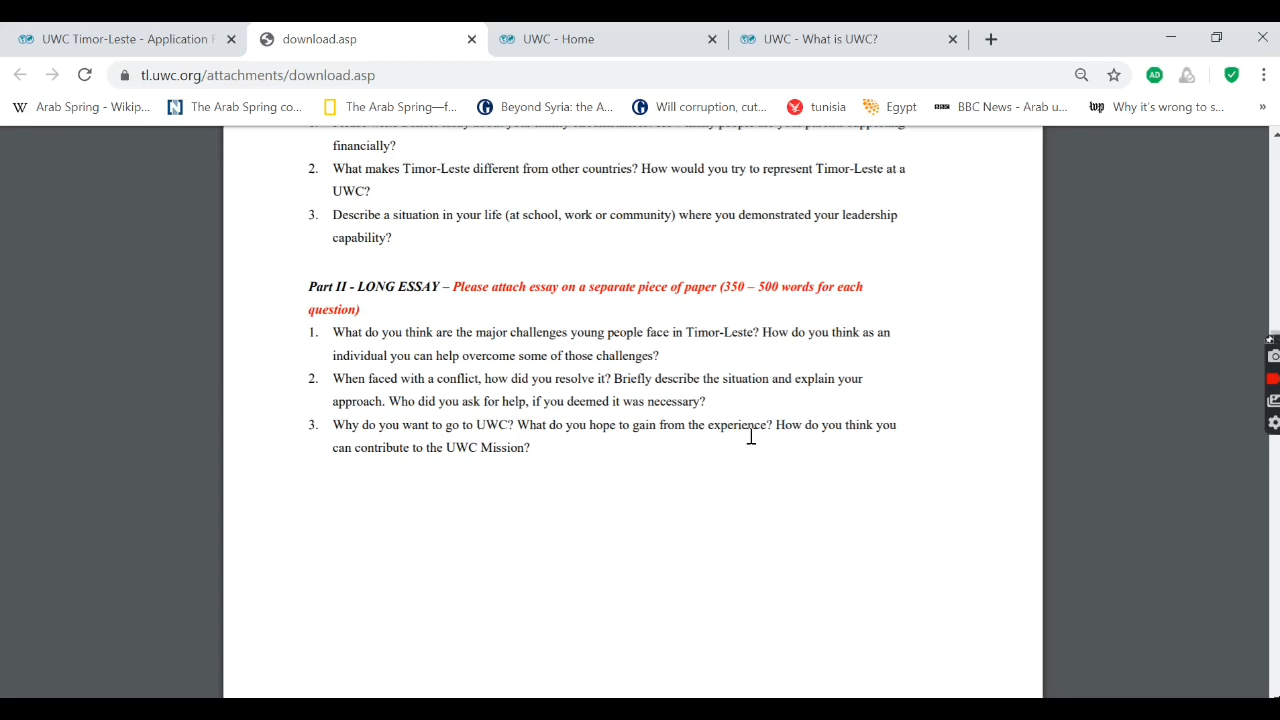 UWC Timor-Leste - Application F
download.asp
UWC - Home
UWC - What is UWC?
tl.uwc.org/attachments/download.asp
AD
W Arab Spring - Wikip...
N The Arab Spring co...
The Arab Spring—f...
Beyond Syria: the A...
Will corruption, cut...
tunisia
Egypt
BBC News - Arab u...
wp Why it's wrong to s...
»
financially?
2. What makes Timor-Leste different from other countries? How would you try to represent Timor-Leste at a
UWC?
3. Describe a situation in your life (at school, work or community) where you demonstrated your leadership
capability?
Part II - LONG ESSAY – Please attach essay on a separate piece of paper (350 – 500 words for each
question)
1. What do you think are the major challenges young people face in Timor-Leste? How do you think as an
individual you can help overcome some of those challenges?
2. When faced with a conflict, how did you resolve it? Briefly describe the situation and explain your
approach. Who did you ask for help, if you deemed it was necessary?
3. Why do you want to go to UWC? What do you hope to gain from the experience? How do you think you
can contribute to the UWC Mission?